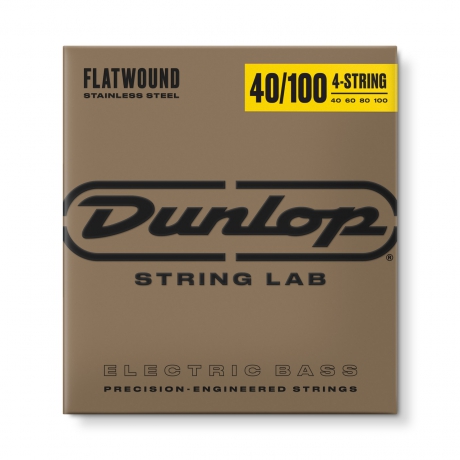 FLATWOUND
STAINLESS STEEL
40/100
4-STRING
40 60 80 100
Dunlop®
STRING LAB
ELECTRIC BASS
PRECISION-ENGINEERED STRINGS